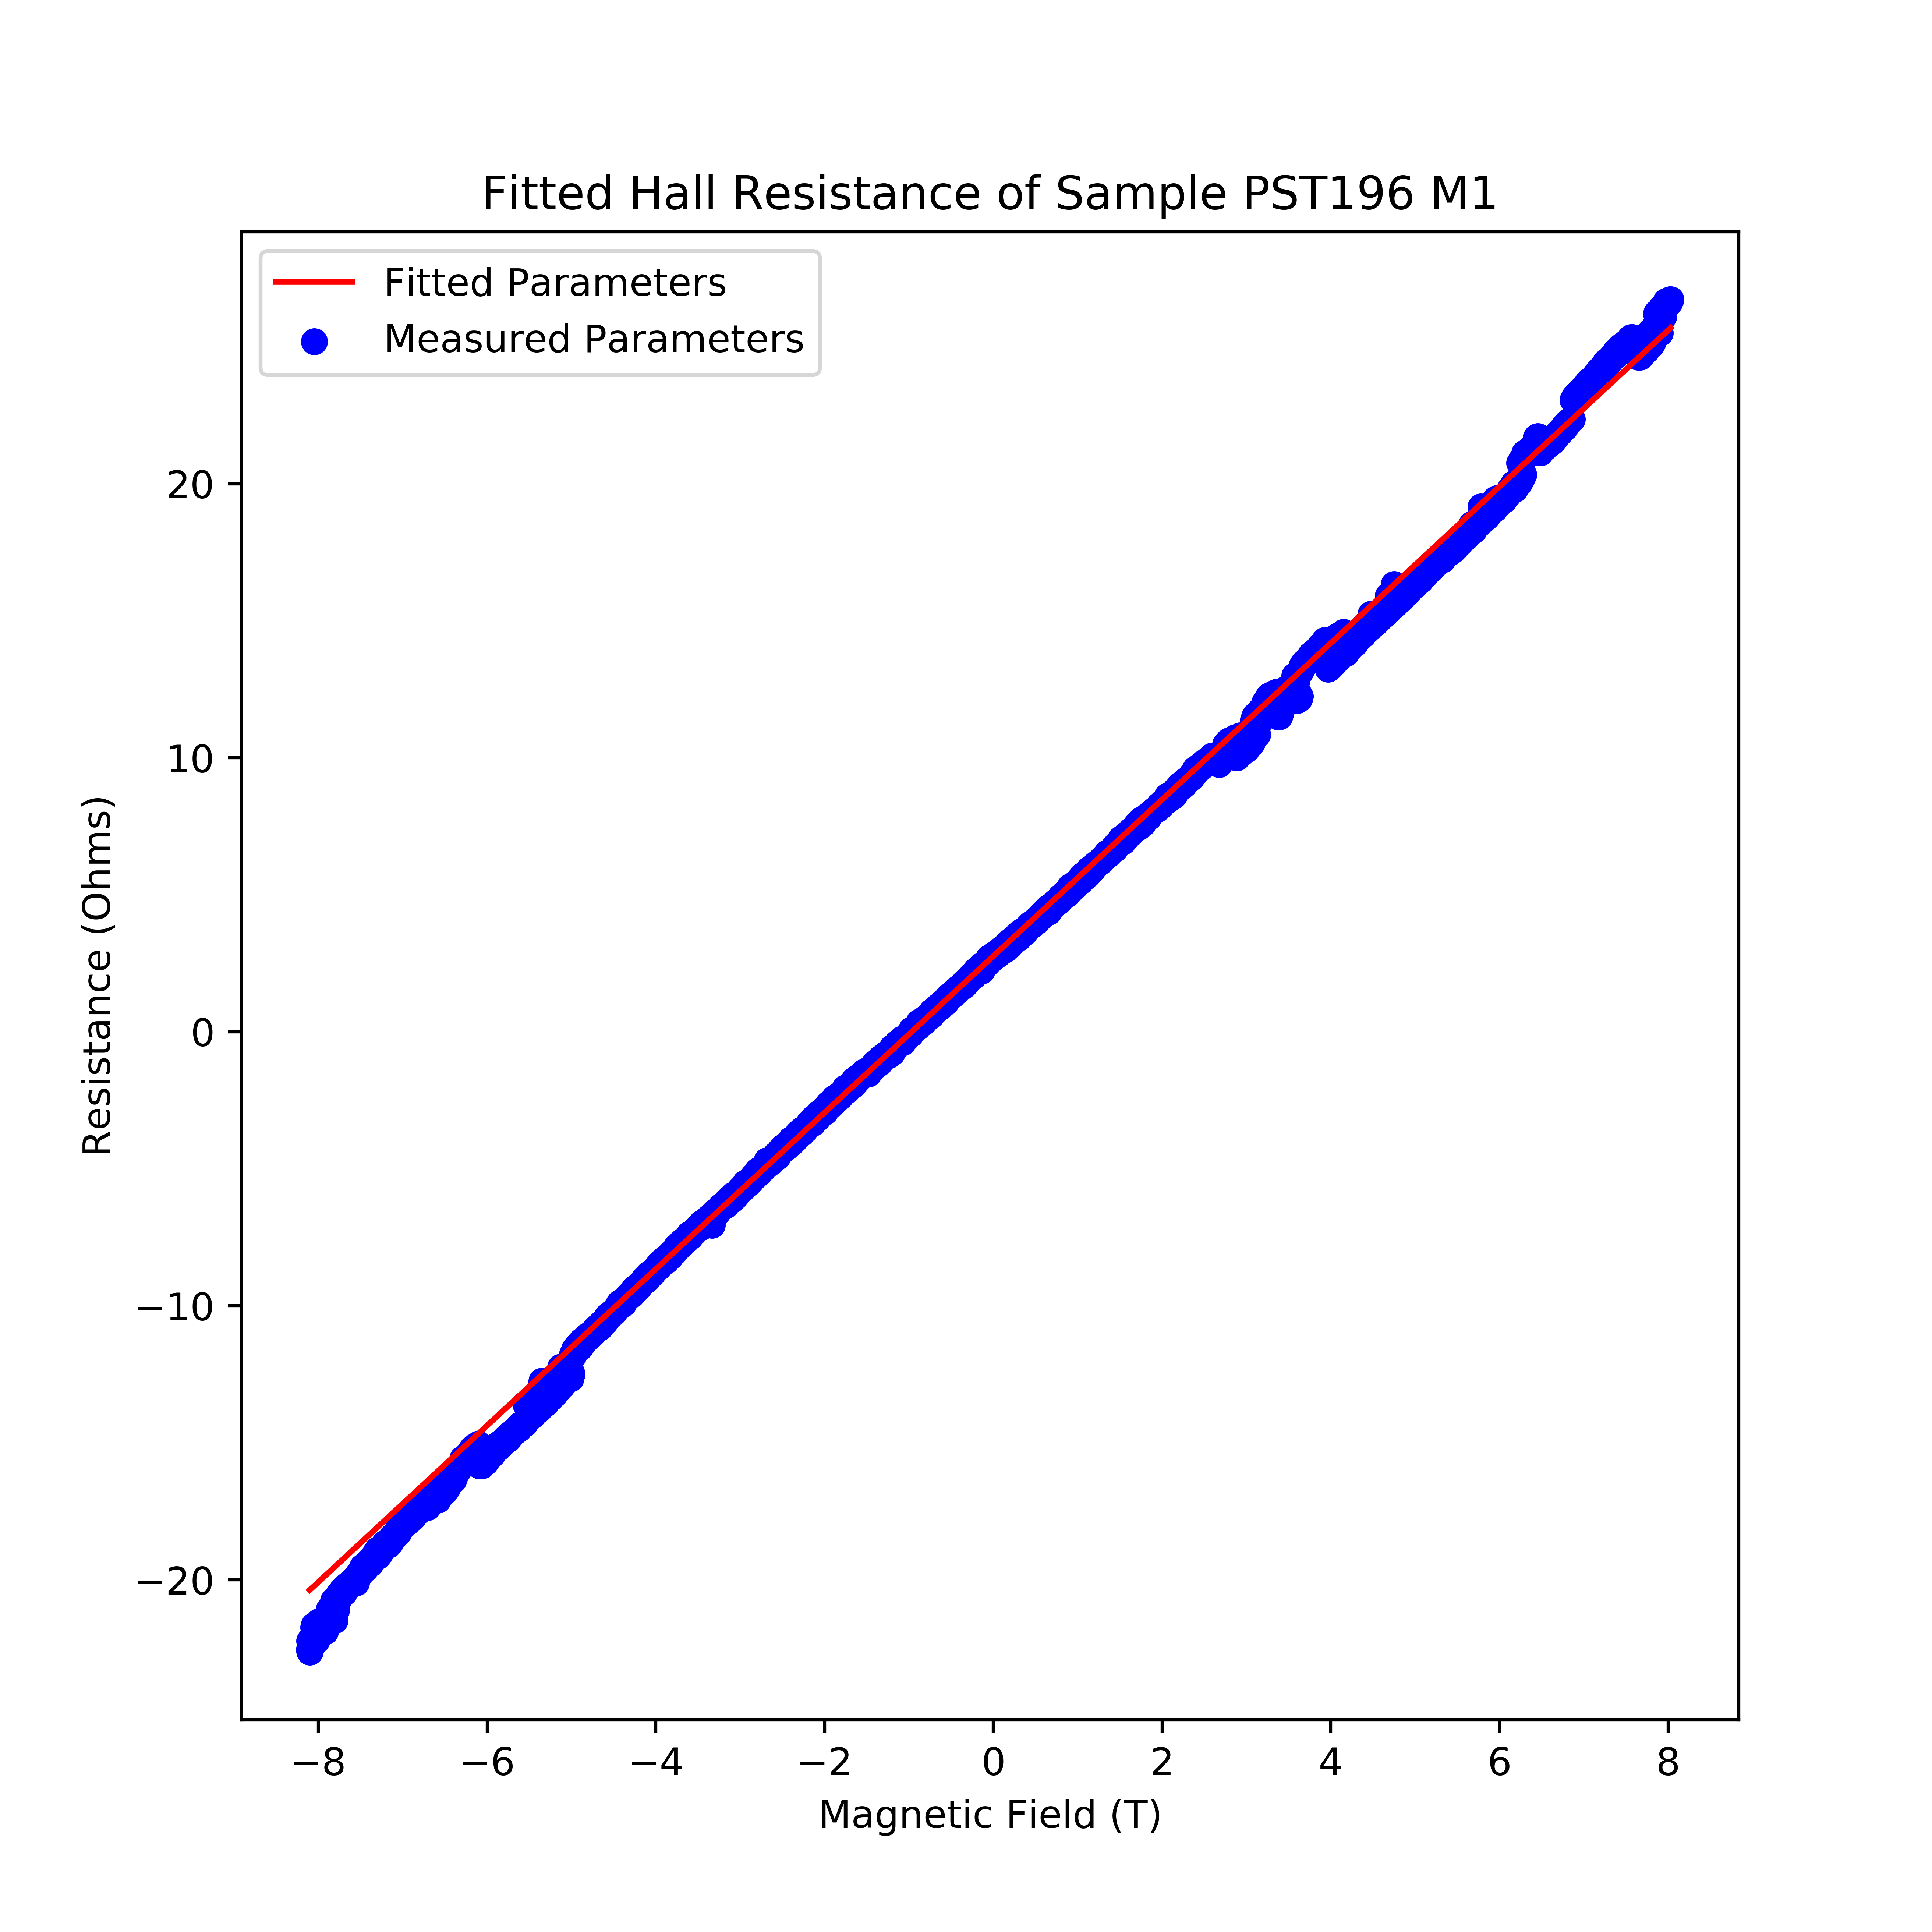 Fitted Hall Resistance of Sample PST196 M1
Fitted Parameters
Measured Parameters
20
10
0
−10
−20
Resistance (Ohms)
−8 −6 −4 −2 0 2 4 6 8
Magnetic Field (T)